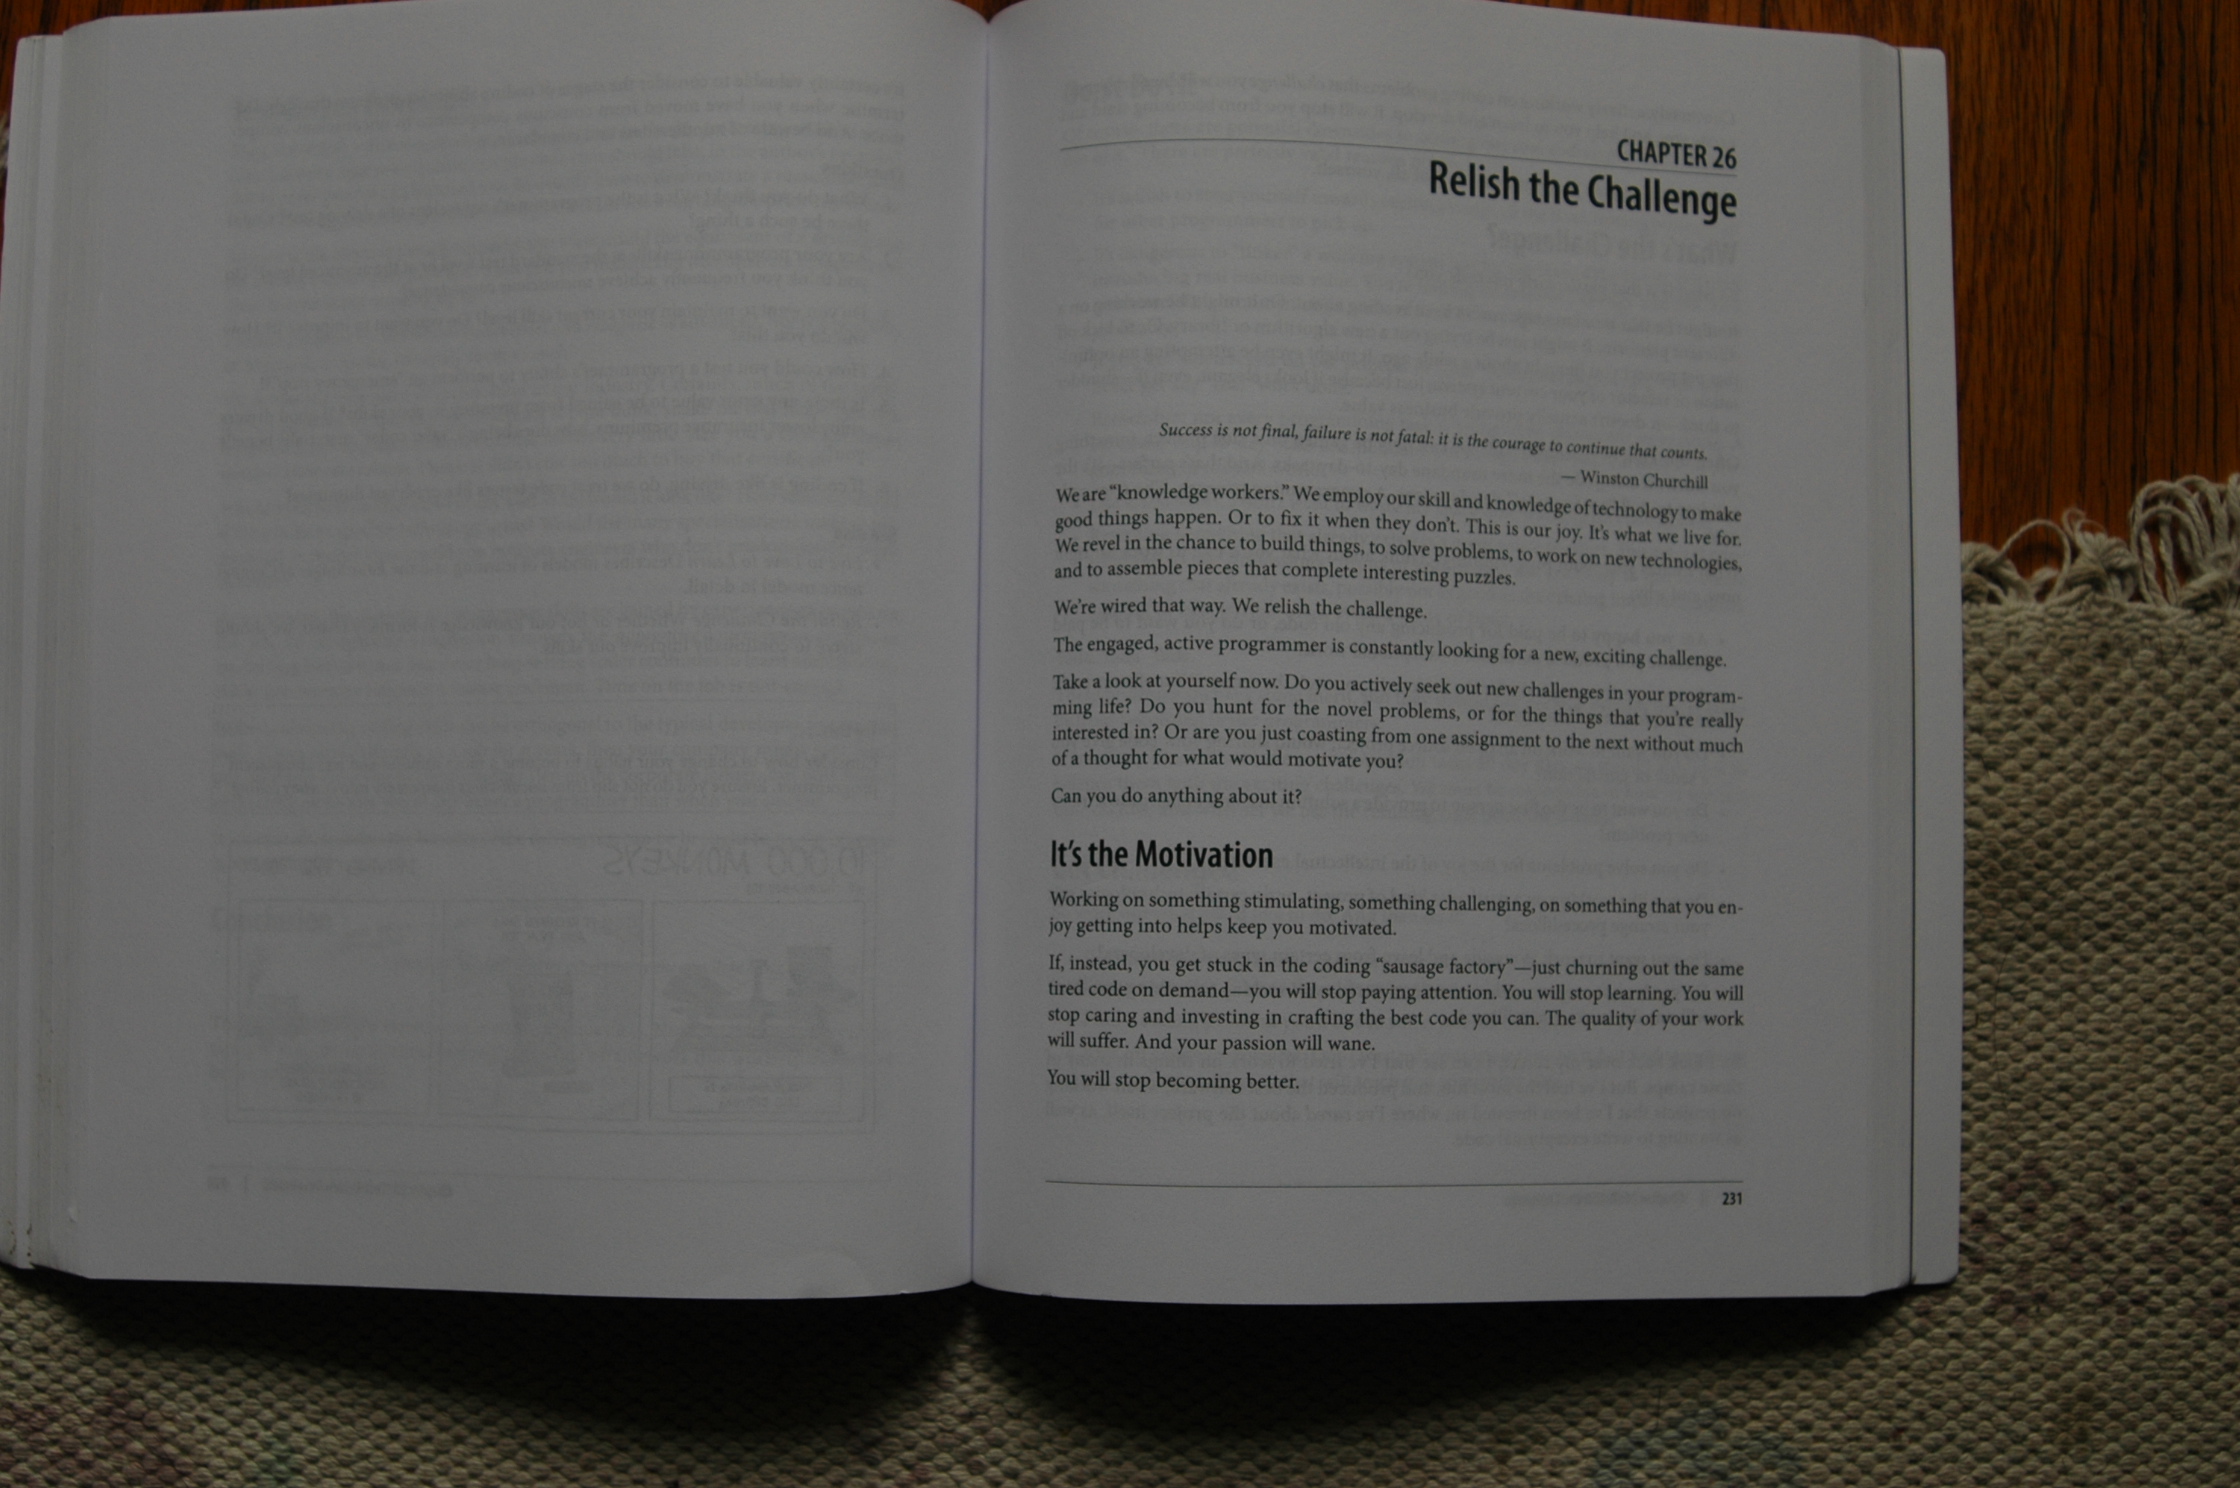 CHAPTER 26
Relish the Challenge
Success is not final, failure is not fatal: it is the courage to continue that counts.
— Winston Churchill
We are “knowledge workers.” We employ our skill and knowledge of technology to make
good things happen. Or to fix it when they don’t. This is our joy. It’s what we live for.
We revel in the chance to build things, to solve problems, to work on new technologies,
and to assemble pieces that complete interesting puzzles.
We’re wired that way. We relish the challenge.
The engaged, active programmer is constantly looking for a new, exciting challenge.
Take a look at yourself now. Do you actively seek out new challenges in your program-
ming life? Do you hunt for the novel problems, or for the things that you’re really
interested in? Or are you just coasting from one assignment to the next without much
of a thought for what would motivate you?
Can you do anything about it?
It’s the Motivation
Working on something stimulating, something challenging, on something that you en-
joy getting into helps keep you motivated.
If, instead, you get stuck in the coding “sausage factory”—just churning out the same
tired code on demand—you will stop paying attention. You will stop learning. You will
stop caring and investing in crafting the best code you can. The quality of your work
will suffer. And your passion will wane.
You will stop becoming better.
231